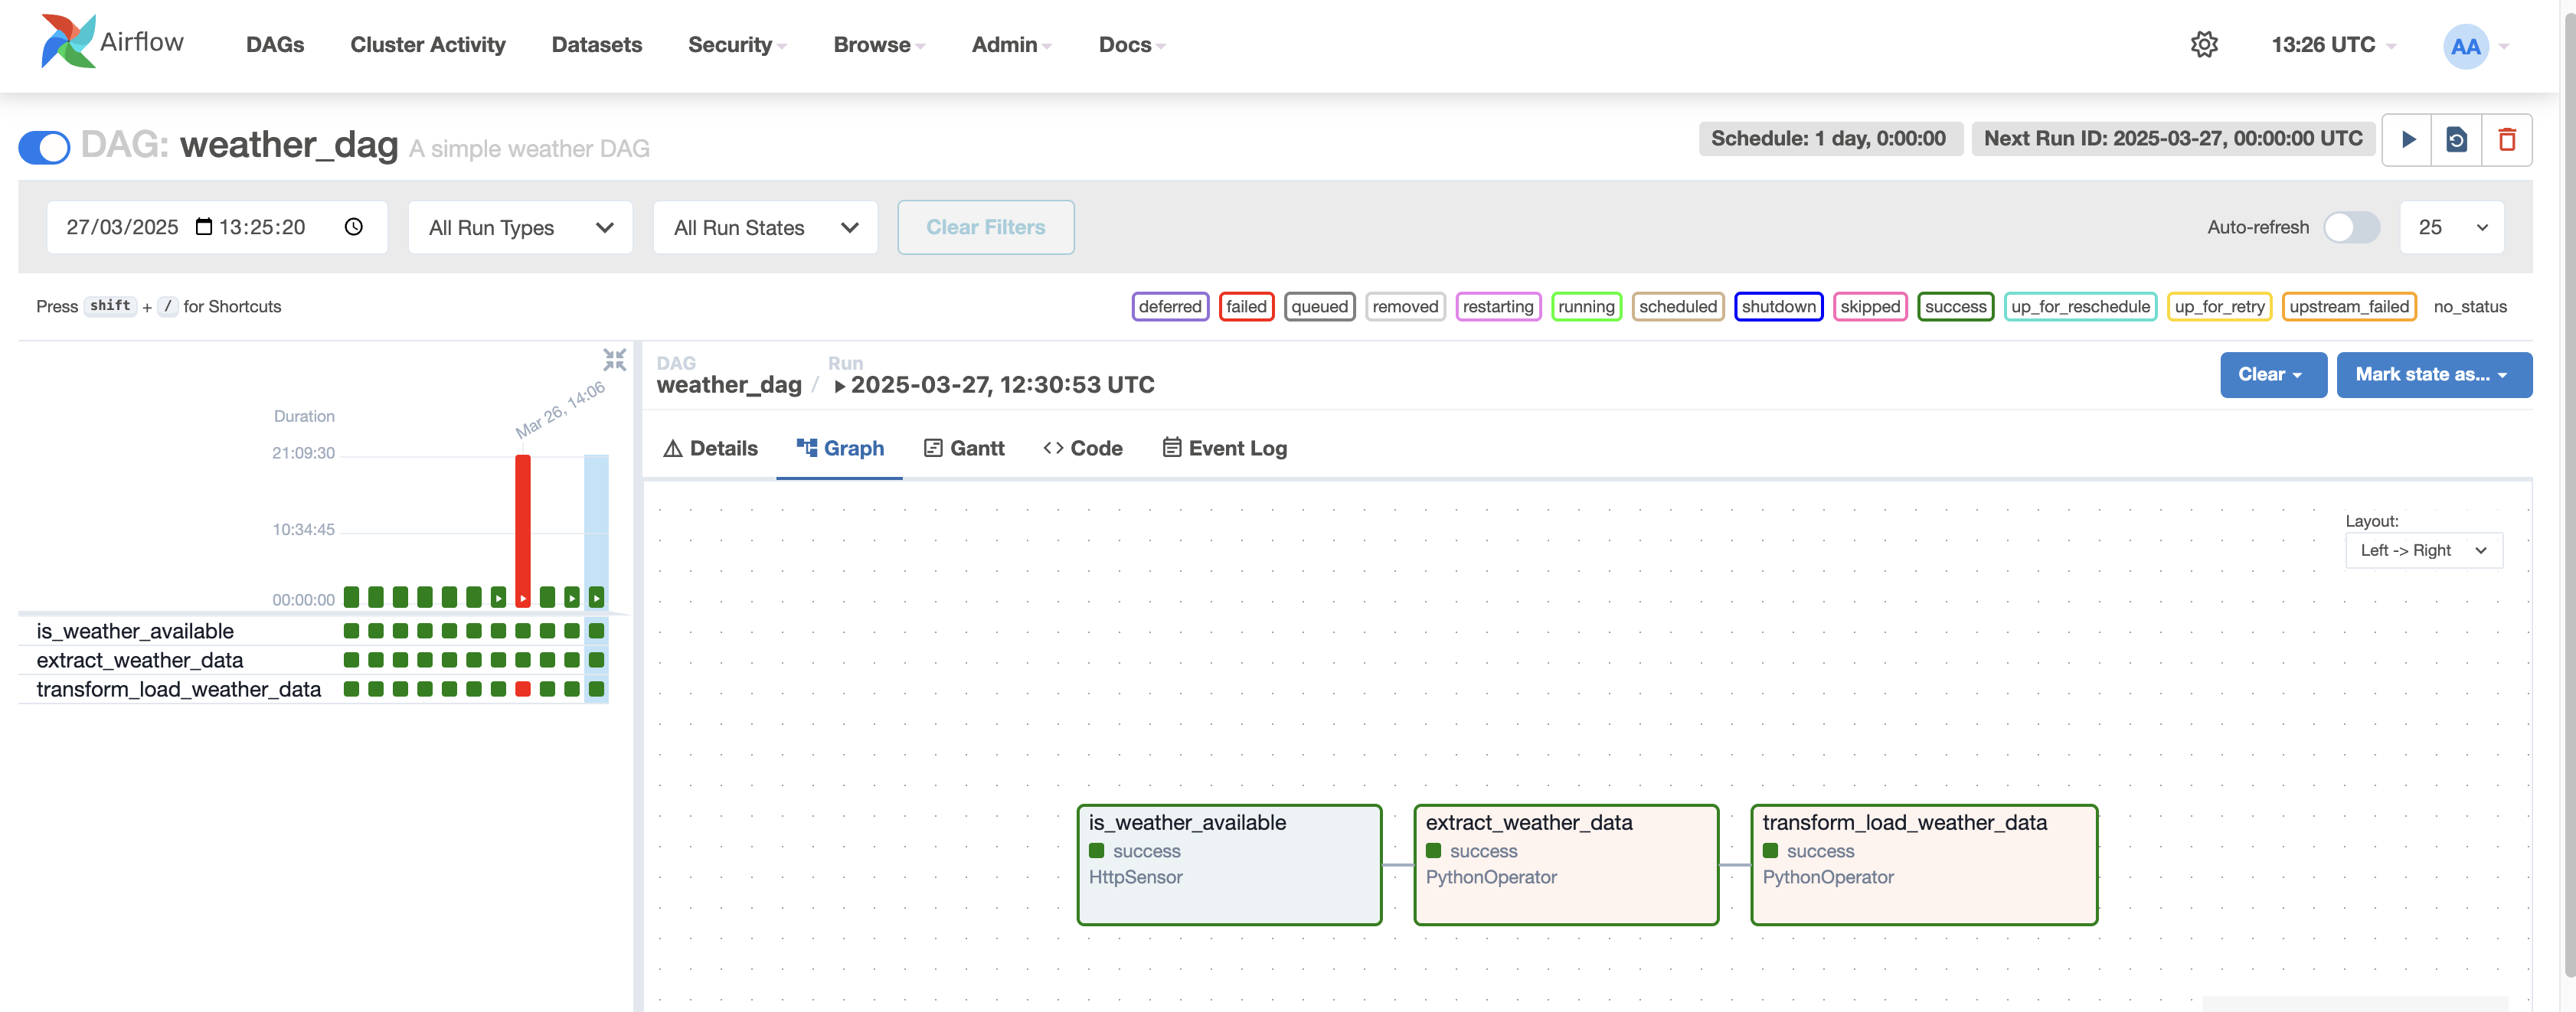 Airflow DAGs Cluster Activity Datasets Security Browse Admin Docs 13:26 UTC AA
DAG: weather_dag A simple weather DAG Schedule: 1 day, 0:00:00 Next Run ID: 2025-03-27, 00:00:00 UTC
27/03/2025 13:25:20 All Run Types All Run States Clear Filters Auto-refresh 25
Press shift + / for Shortcuts deferred failed queued removed restarting running scheduled shutdown skipped success up_for_reschedule up_for_retry upstream_failed no_status
Duration
Mar 26, 14:06
21:09:30
10:34:45
00:00:00
is_weather_available
extract_weather_data
transform_load_weather_data
DAG Run
weather_dag / 2025-03-27, 12:30:53 UTC
Clear Mark state as...
Details Graph Gantt <> Code Event Log
Layout:
Left -> Right
is_weather_available
success
HttpSensor
extract_weather_data
success
PythonOperator
transform_load_weather_data
success
PythonOperator